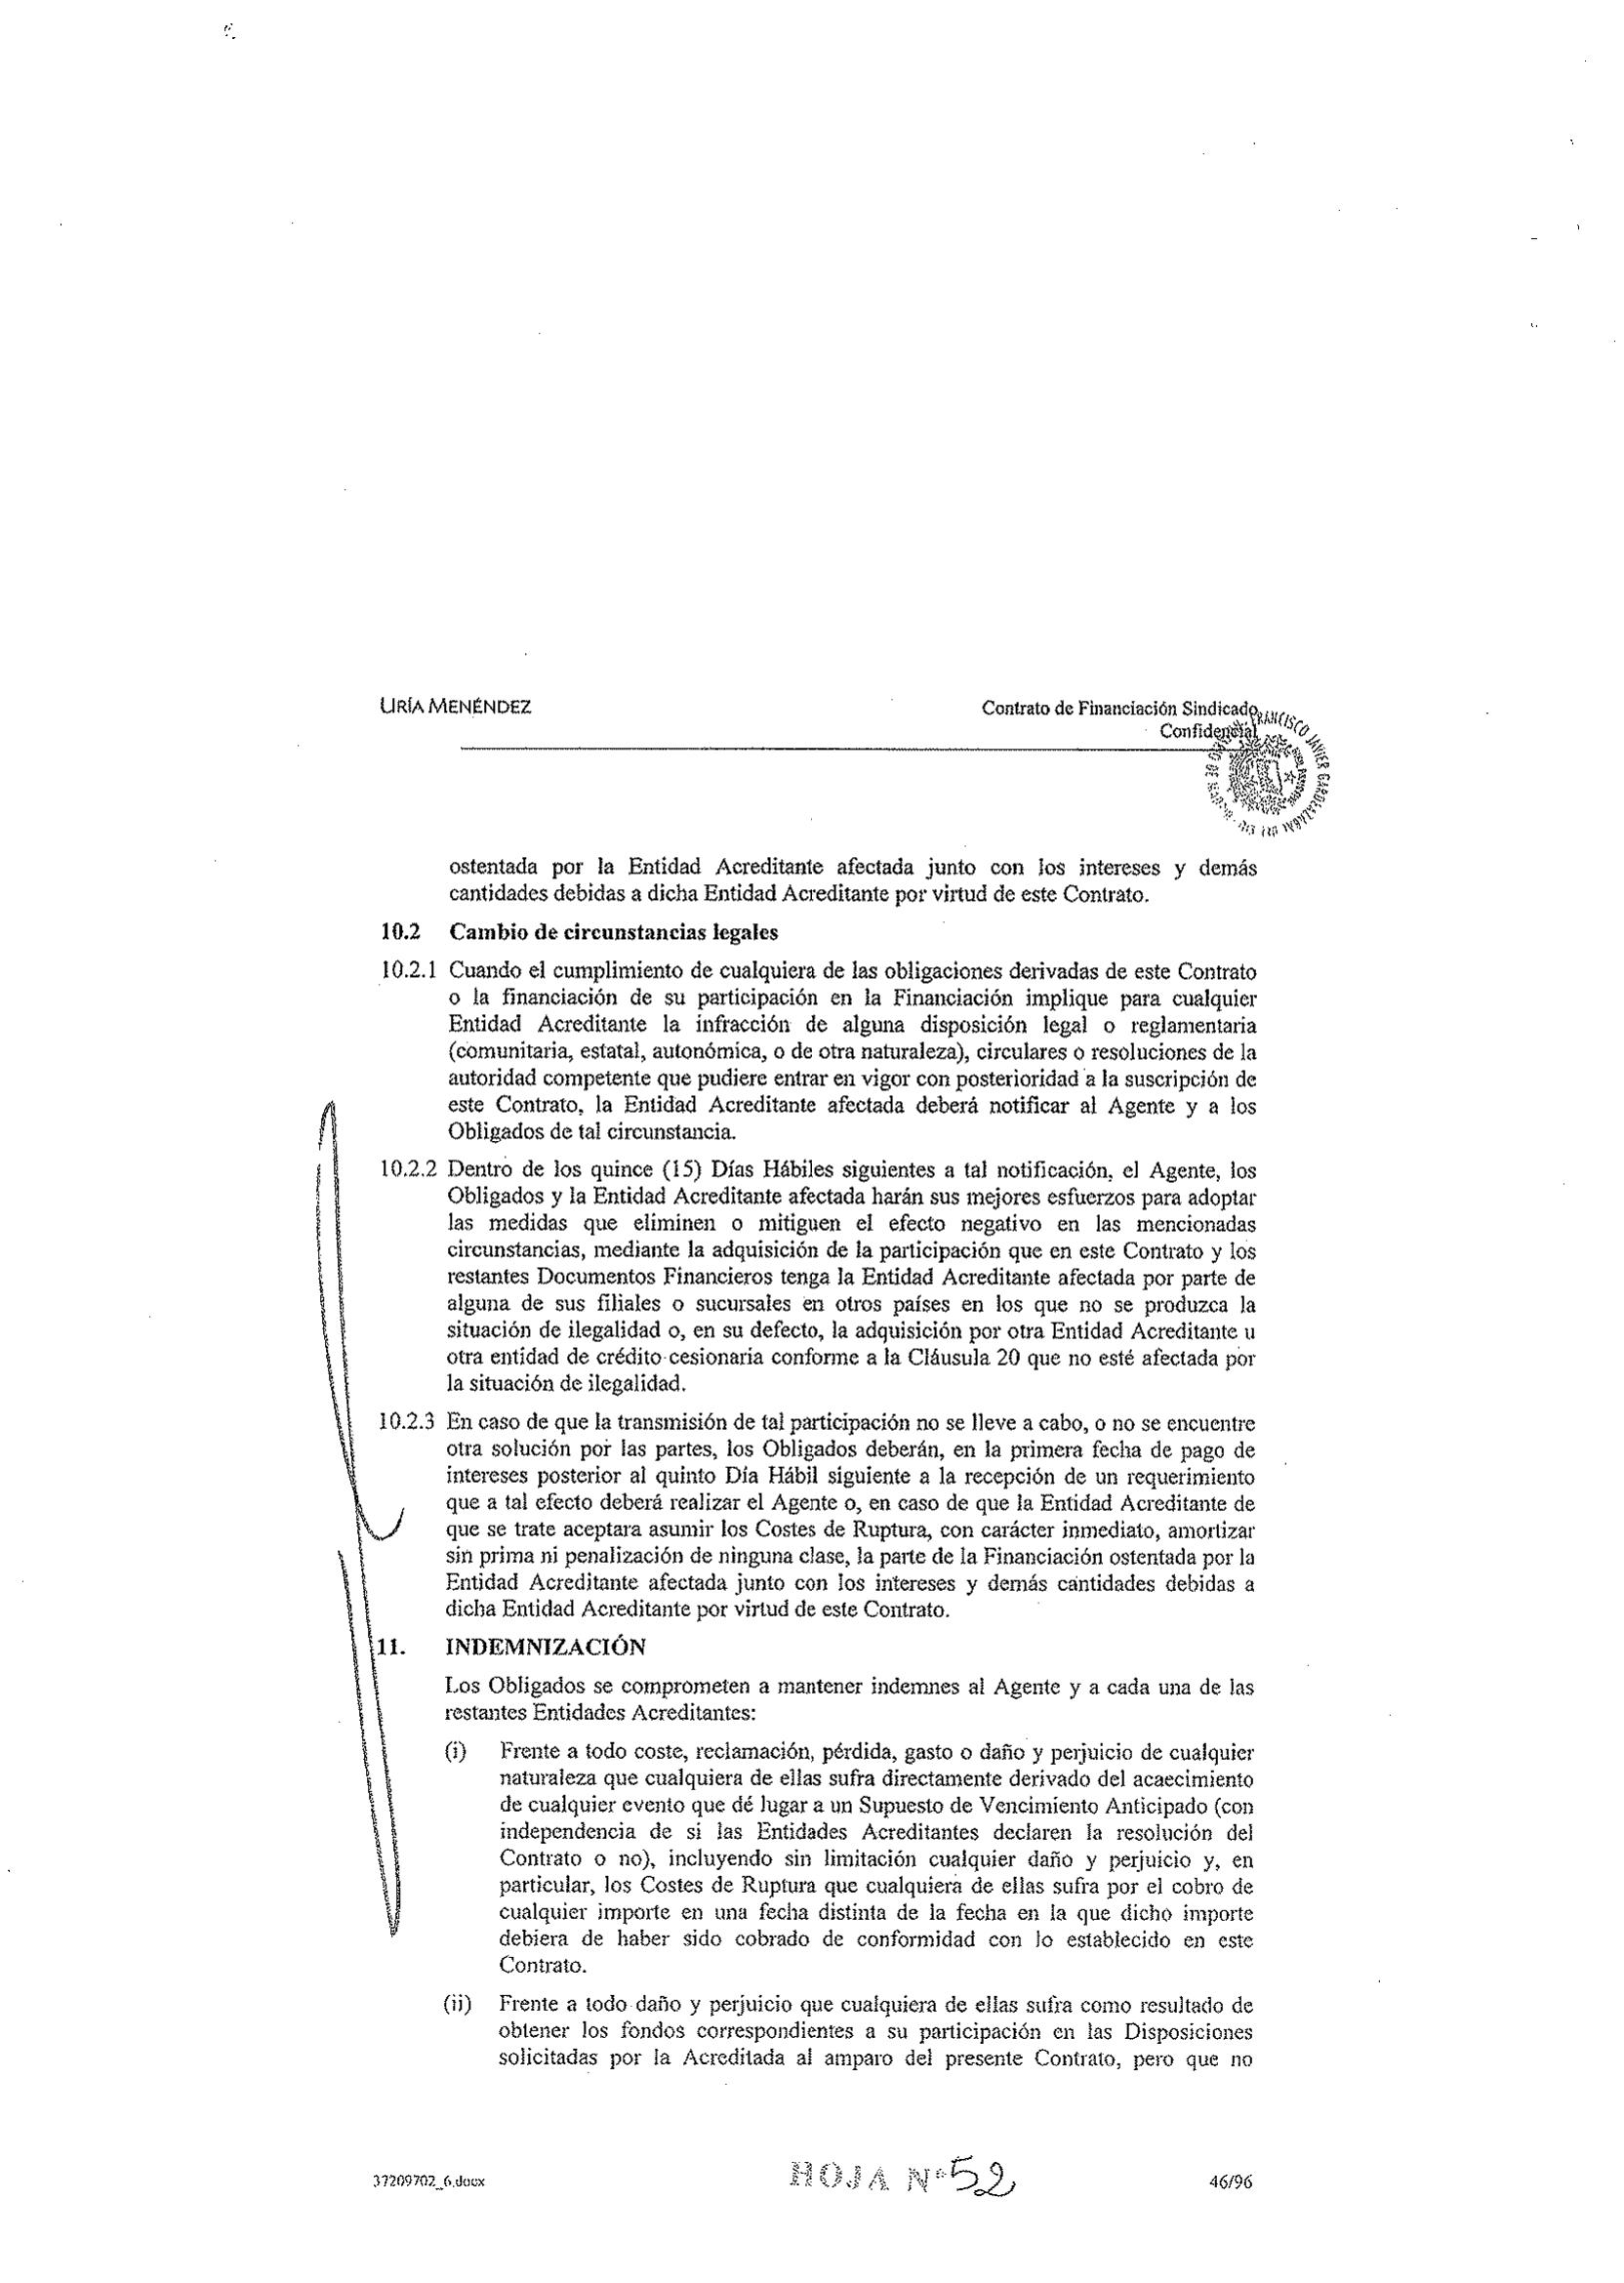 URÍA MENÉNDEZ
Contrato de Financiación Sindicado
Confidencial
FRANCISCO JAVIER
ostentada por la Entidad Acreditante afectada junto con los intereses y demás
cantidades debidas a dicha Entidad Acreditante por virtud de este Contrato.
10.2 Cambio de circunstancias legales
10.2.1 Cuando el cumplimiento de cualquiera de las obligaciones derivadas de este Contrato
o la financiación de su participación en la Financiación implique para cualquier
Entidad Acreditante la infracción de alguna disposición legal o reglamentaria
(comunitaria, estatal, autonómica, o de otra naturaleza), circulares o resoluciones de la
autoridad competente que pudiere entrar en vigor con posterioridad a la suscripción de
este Contrato, la Entidad Acreditante afectada deberá notificar al Agente y a los
Obligados de tal circunstancia.
10.2.2 Dentro de los quince (15) Días Hábiles siguientes a tal notificación, el Agente, los
Obligados y la Entidad Acreditante afectada harán sus mejores esfuerzos para adoptar
las medidas que eliminen o mitiguen el efecto negativo en las mencionadas
circunstancias, mediante la adquisición de la participación que en este Contrato y los
restantes Documentos Financieros tenga la Entidad Acreditante afectada por parte de
alguna de sus filiales o sucursales en otros países en los que no se produzca la
situación de ilegalidad o, en su defecto, la adquisición por otra Entidad Acreditante u
otra entidad de crédito cesionaria conforme a la Cláusula 20 que no esté afectada por
la situación de ilegalidad.
10.2.3 En caso de que la transmisión de tal participación no se lleve a cabo, o no se encuentre
otra solución por las partes, los Obligados deberán, en la primera fecha de pago de
intereses posterior al quinto Día Hábil siguiente a la recepción de un requerimiento
que a tal efecto deberá realizar el Agente o, en caso de que la Entidad Acreditante de
que se trate aceptara asumir los Costes de Ruptura, con carácter inmediato, amortizar
sin prima ni penalización de ninguna clase, la parte de la Financiación ostentada por la
Entidad Acreditante afectada junto con los intereses y demás cantidades debidas a
dicha Entidad Acreditante por virtud de este Contrato.
11. INDEMNIZACIÓN
Los Obligados se comprometen a mantener indemnes al Agente y a cada una de las
restantes Entidades Acreditantes:
(i) Frente a todo coste, reclamación, pérdida, gasto o daño y perjuicio de cualquier
naturaleza que cualquiera de ellas sufra directamente derivado del acaecimiento
de cualquier evento que dé lugar a un Supuesto de Vencimiento Anticipado (con
independencia de si las Entidades Acreditantes declaren la resolución del
Contrato o no), incluyendo sin limitación cualquier daño y perjuicio y, en
particular, los Costes de Ruptura que cualquiera de ellas sufra por el cobro de
cualquier importe en una fecha distinta de la fecha en la que dicho importe
debiera de haber sido cobrado de conformidad con lo establecido en este
Contrato.
(ii) Frente a todo daño y perjuicio que cualquiera de ellas sufra como resultado de
obtener los fondos correspondientes a su participación en las Disposiciones
solicitadas por la Acreditada al amparo del presente Contrato, pero que no
37209702_6.docx
HOJA Nº 52
46/96